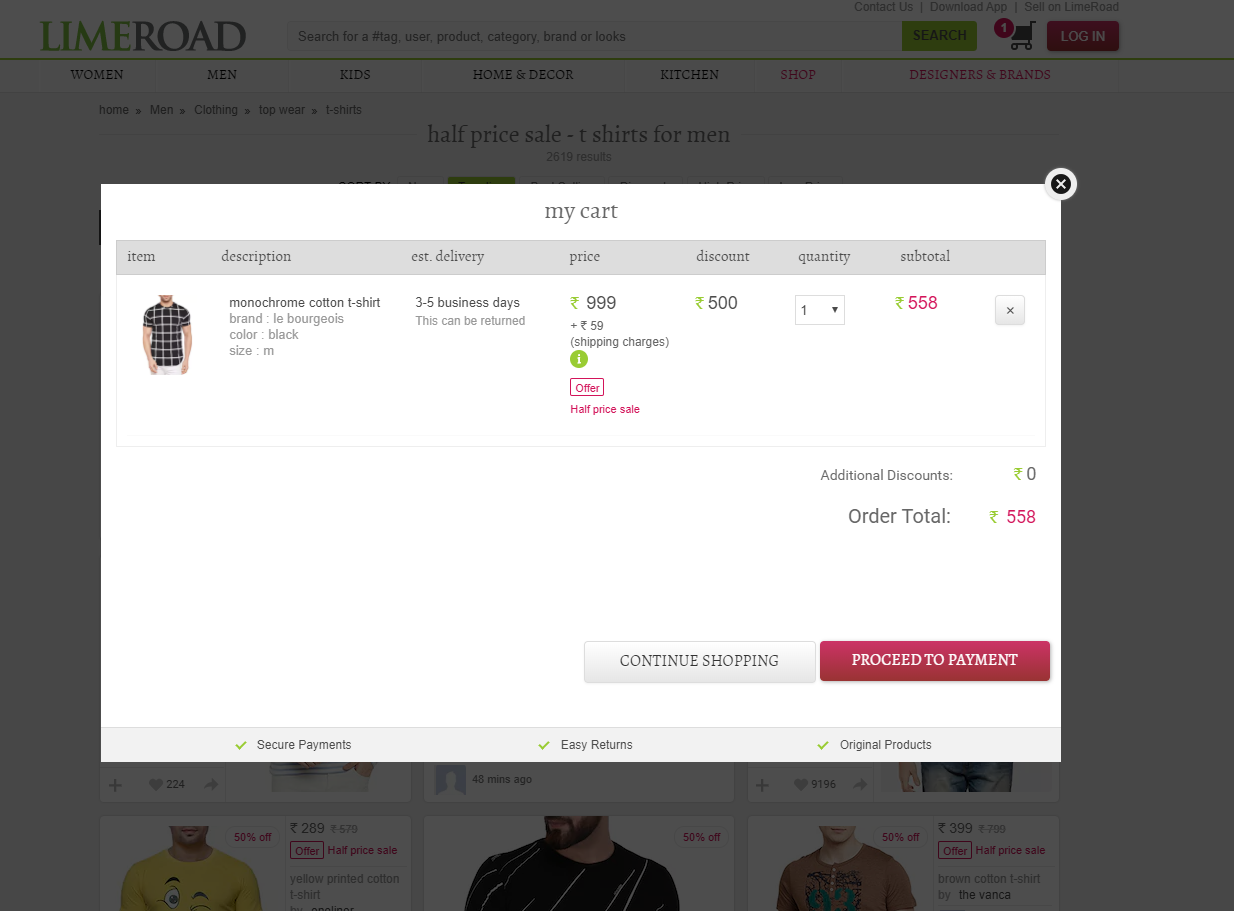 Contact Us | Download App | Sell on LimeRoad
LIMEROAD
Search for a #tag, user, product, category, brand or looks
SEARCH
1
LOG IN
WOMEN MEN KIDS HOME & DECOR KITCHEN SHOP DESIGNERS & BRANDS
home » Men » Clothing » top wear » t-shirts
half price sale - t shirts for men
2619 results
SORT BY
my cart
item description est. delivery price discount quantity subtotal
monochrome cotton t-shirt
brand : le bourgeois
color : black
size : m
3-5 business days
This can be returned
₹ 999
+ ₹ 59
(shipping charges)
i
Offer
Half price sale
₹ 500
1
₹ 558
×
Additional Discounts: ₹ 0
Order Total: ₹ 558
CONTINUE SHOPPING
PROCEED TO PAYMENT
Secure Payments
Easy Returns
Original Products
224
48 mins ago
9196
50% off
₹ 289 ₹ 579
Offer Half price sale
yellow printed cotton
t-shirt
50% off
50% off
₹ 399 ₹ 799
Offer Half price sale
brown cotton t-shirt
by the vanca